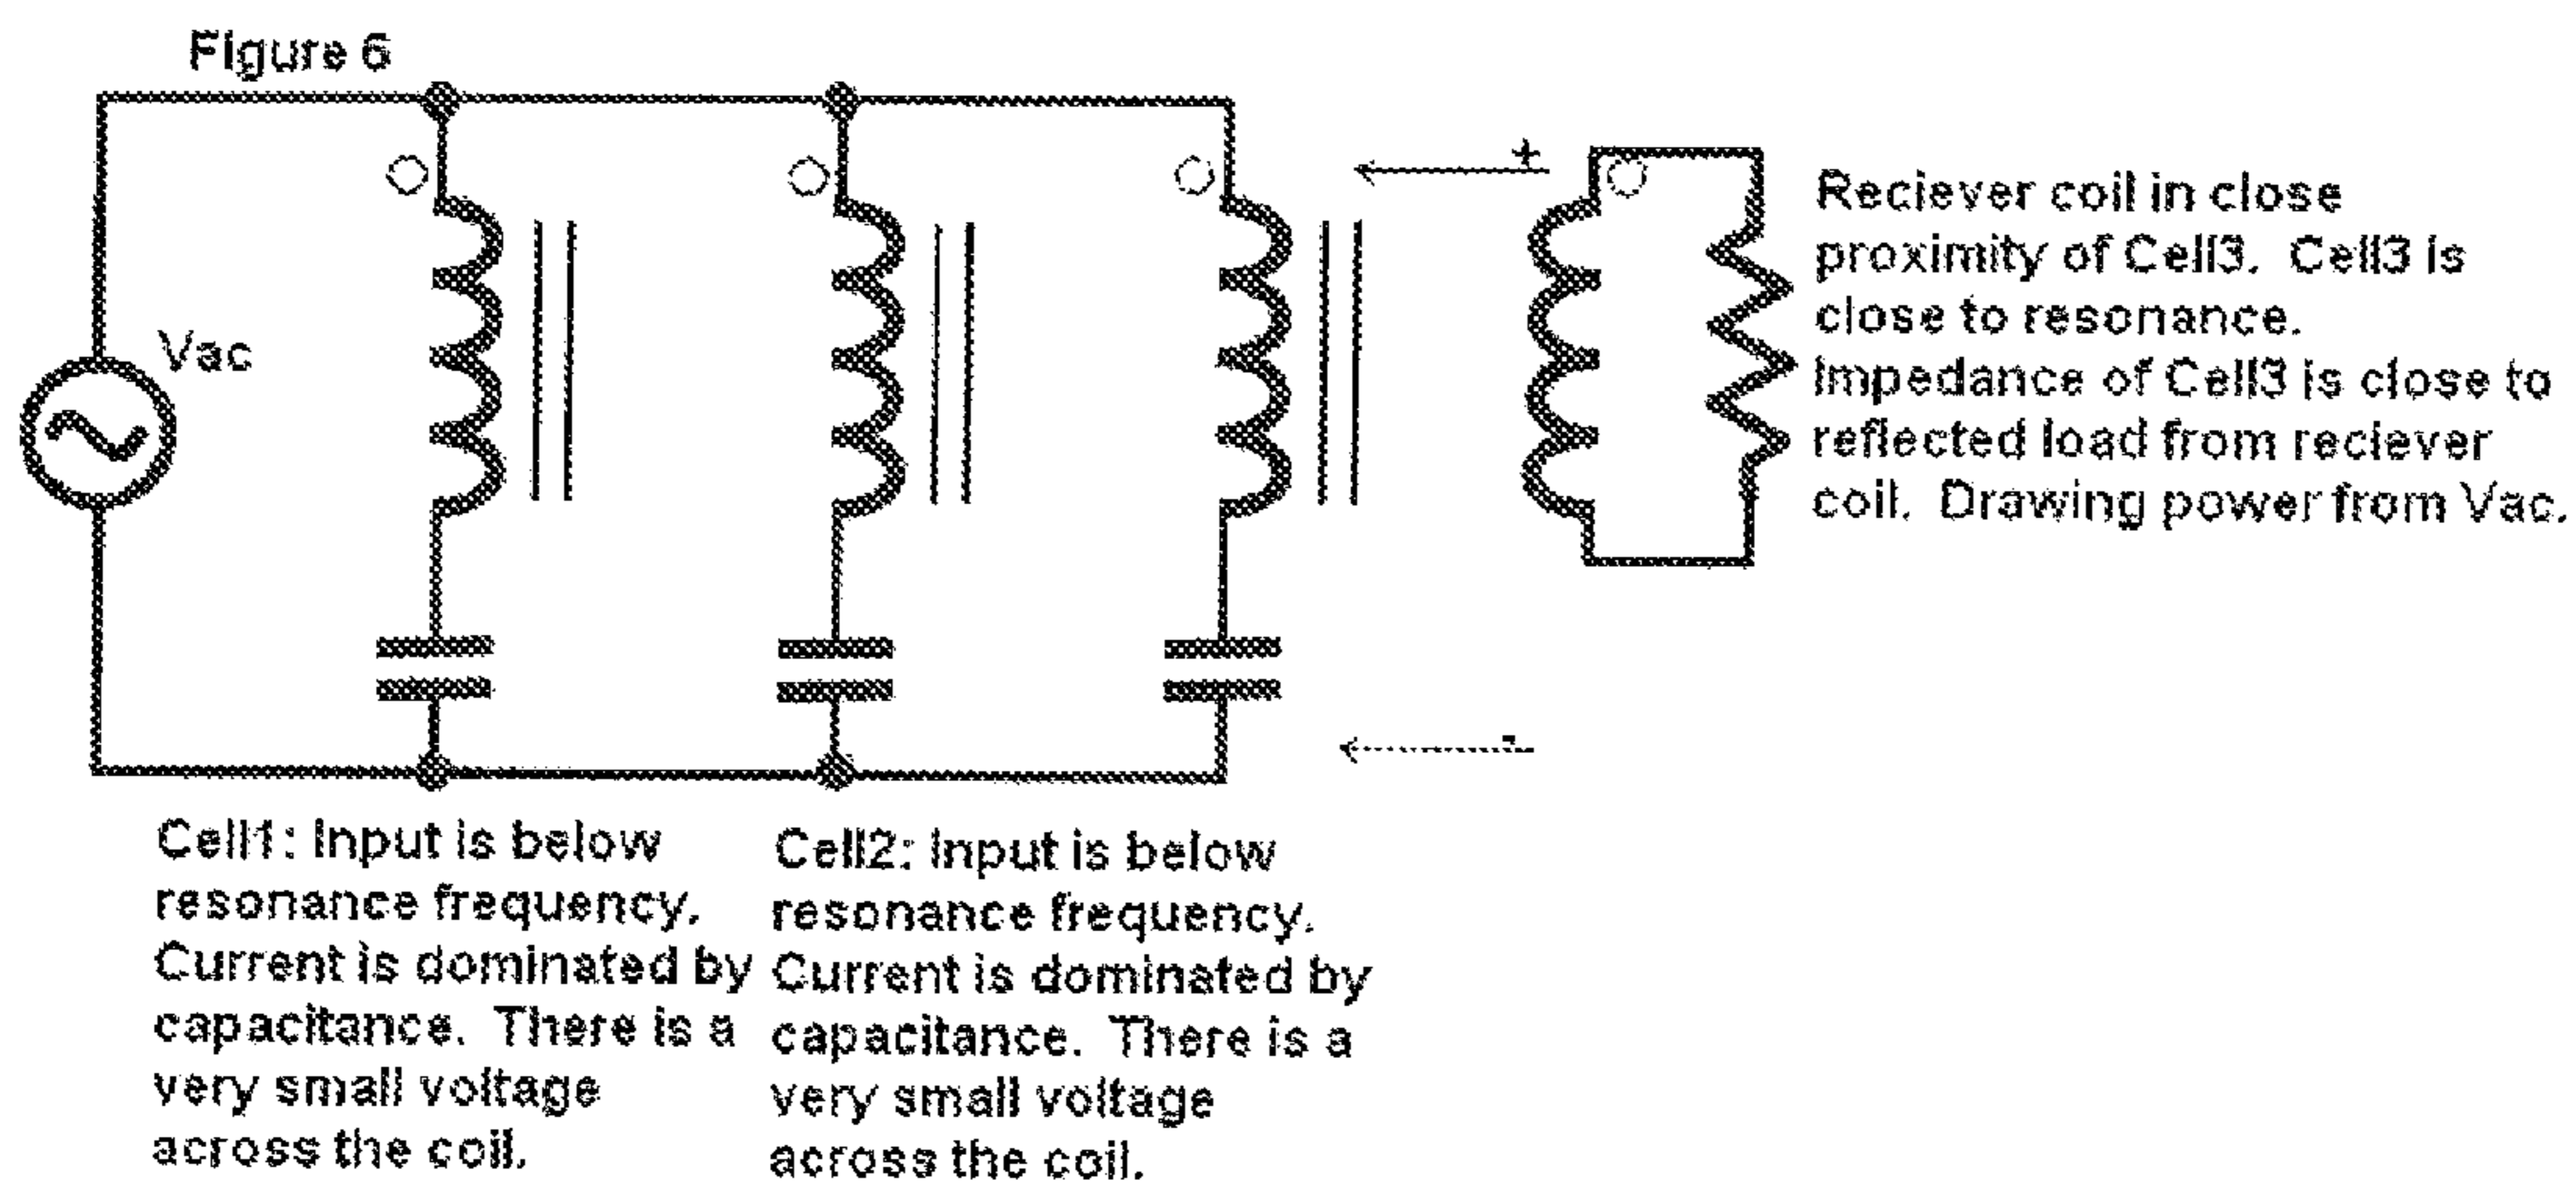 Figure 6
Vac
+
Reciever coil in close
proximity of Cell3. Cell3 is
close to resonance.
Impedance of Cell3 is close to
reflected load from reciever
coil. Drawing power from Vac.
-
Cell1: Input is below
resonance frequency.
Current is dominated by
capacitance. There is a
very small voltage
across the coil.
Cell2: Input is below
resonance frequency.
Current is dominated by
capacitance. There is a
very small voltage
across the coil.